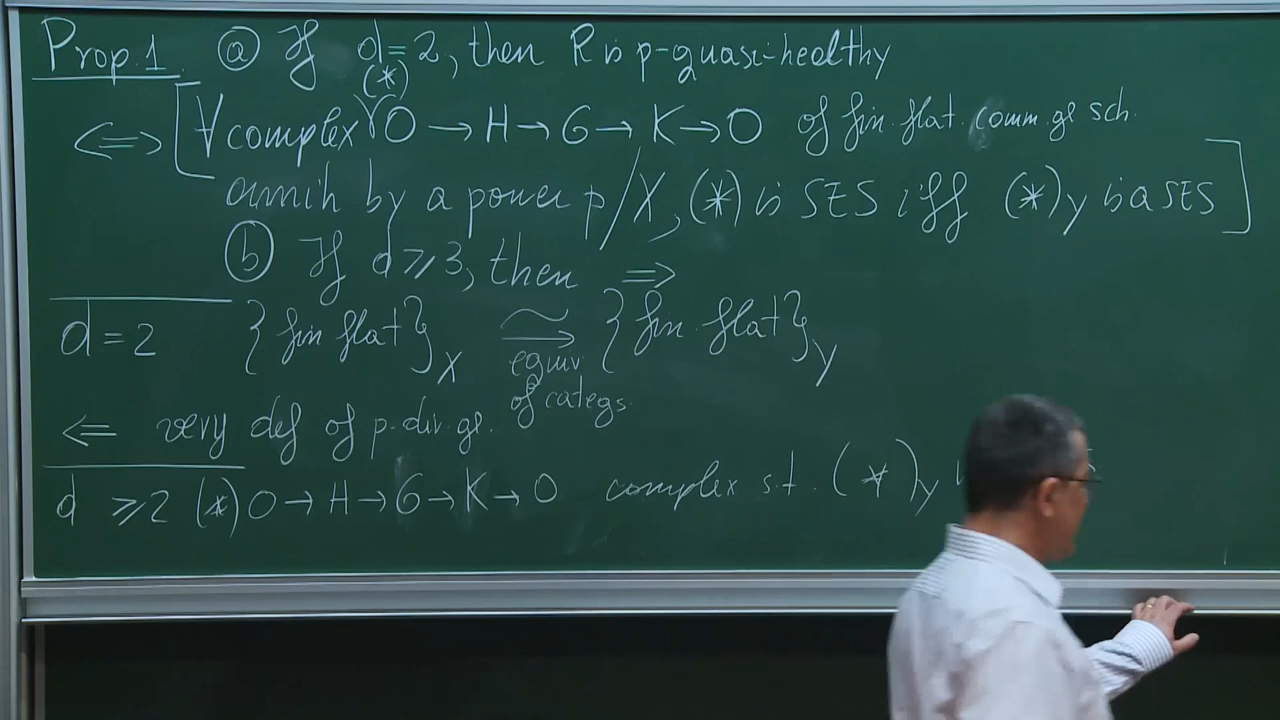 Prop. 1 ⓐ If d=2, then R is p-quasi-healthy
(*)
⟺ [∀ complex 0 → H → G → K → 0 of fin. flat. comm. gr sch.
annih by a power p/X, (*) is SES iff (*)_Y is a SES]
ⓑ If d ⩾ 3, then ⟹
d = 2 {fin flat}_X ⥲ {fin. flat}_Y
equiv
of categs.
⟸ very def of p-div. gr.
d ⩾ 2 (*) 0 → H → G → K → 0 complex s.t. (*)_Y